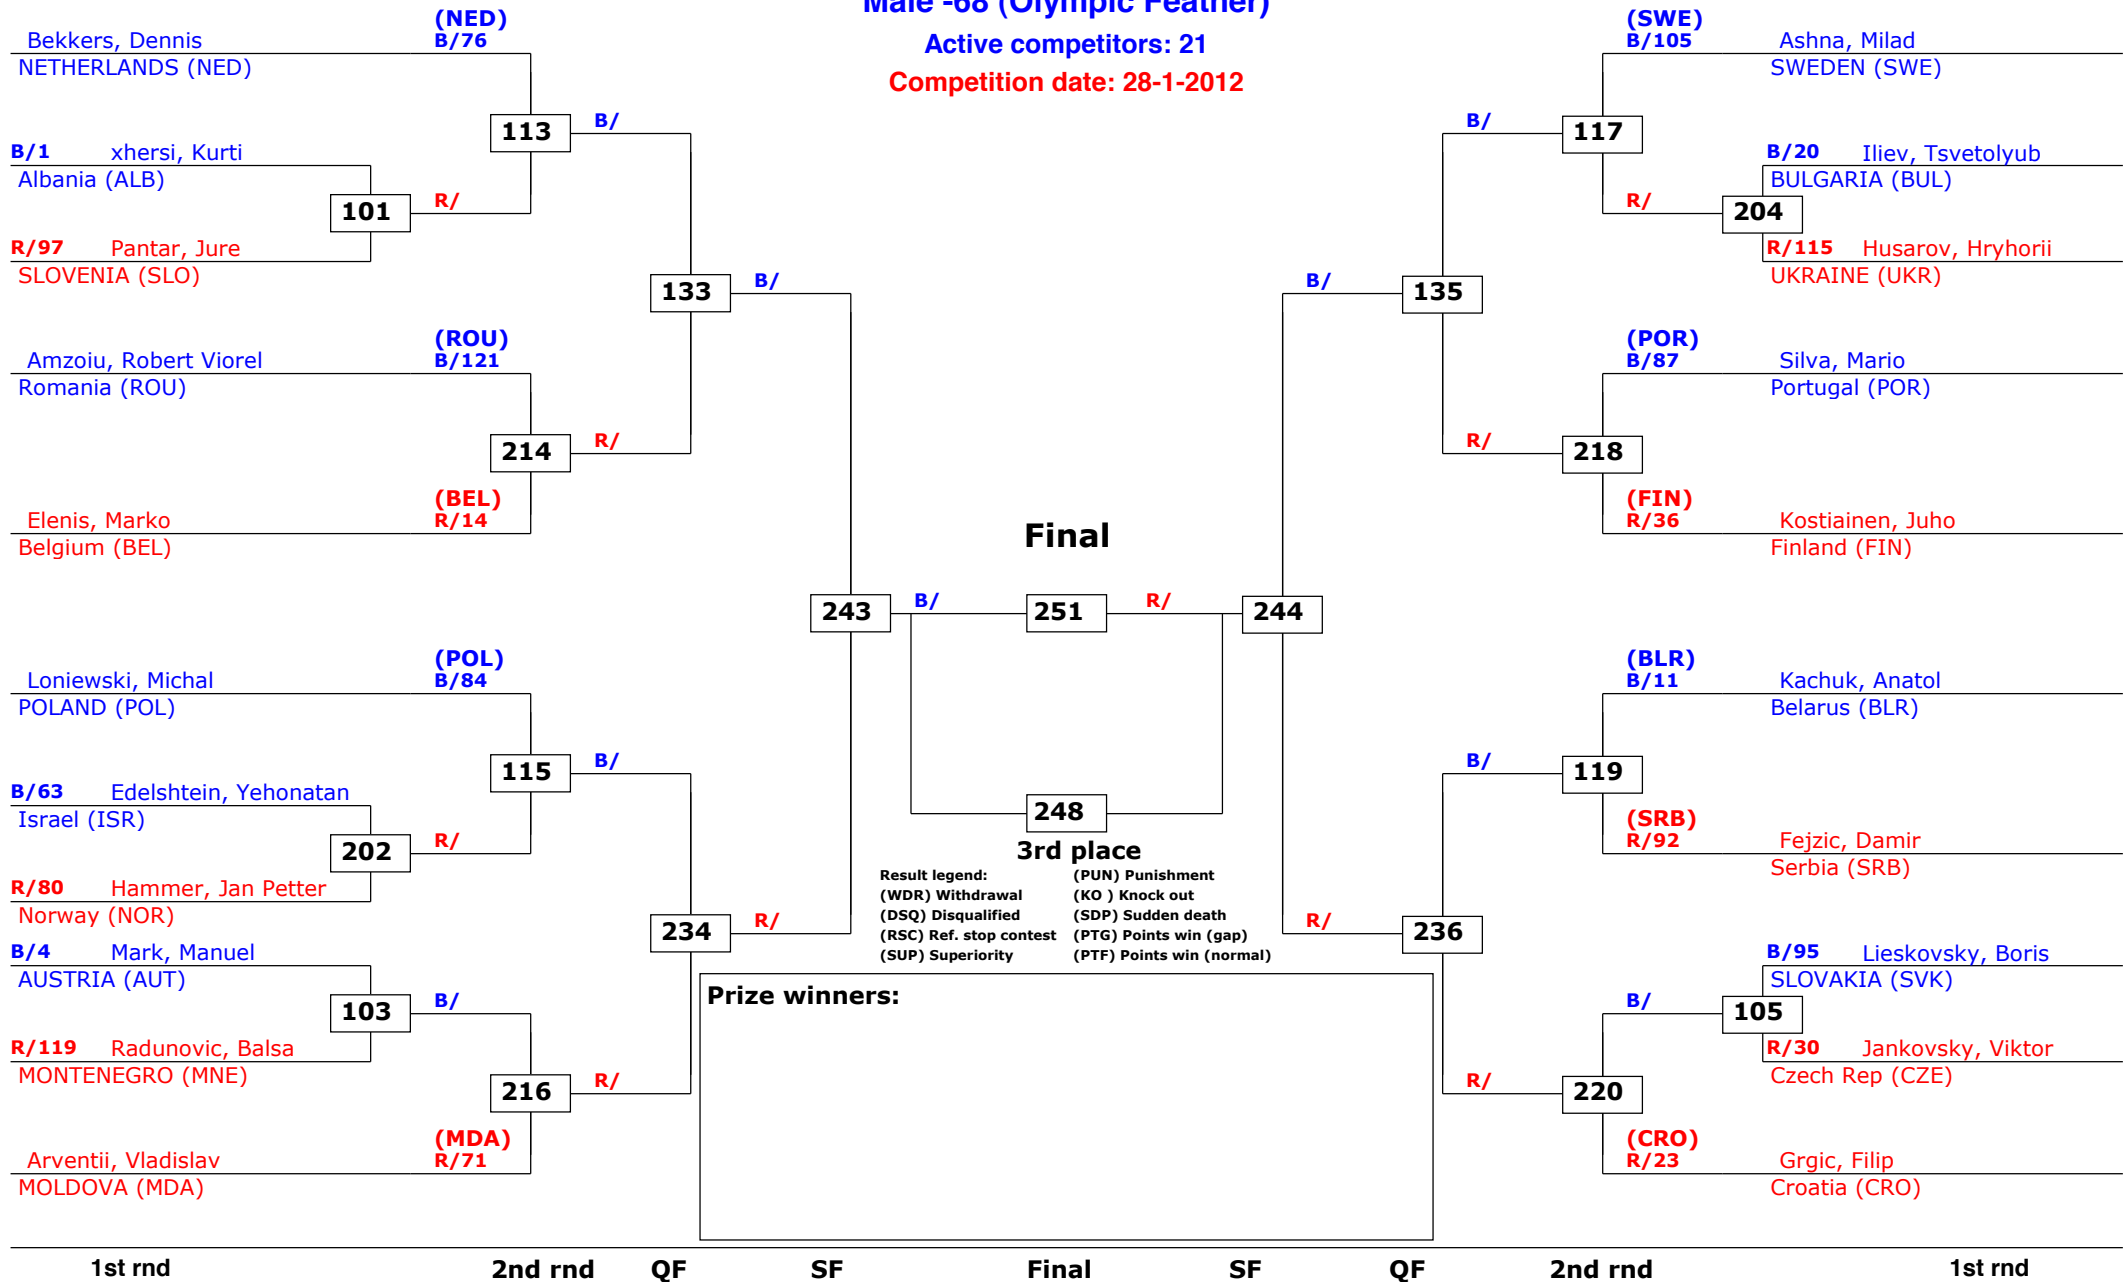 Male -68 (Olympic Feather)
Active competitors: 21
Competition date: 28-1-2012
(NED)
Bekkers, Dennis B/76
NETHERLANDS (NED)
113 B/
B/1 xhersi, Kurti
Albania (ALB)
101 R/
R/97 Pantar, Jure
SLOVENIA (SLO)
133 B/
(ROU)
Amzoiu, Robert Viorel B/121
Romania (ROU)
214 R/
(BEL)
Elenis, Marko R/14
Belgium (BEL)
243 B/
(POL)
Loniewski, Michal B/84
POLAND (POL)
115 B/
B/63 Edelshtein, Yehonatan
Israel (ISR)
202 R/
R/80 Hammer, Jan Petter
Norway (NOR)
234 R/
B/4 Mark, Manuel
AUSTRIA (AUT)
103 B/
R/119 Radunovic, Balsa
MONTENEGRO (MNE)
216 R/
(MDA)
Arventii, Vladislav R/71
MOLDOVA (MDA)
Final
251
248
3rd place
Result legend: (PUN) Punishment
(WDR) Withdrawal (KO ) Knock out
(DSQ) Disqualified (SDP) Sudden death
(RSC) Ref. stop contest (PTG) Points win (gap)
(SUP) Superiority (PTF) Points win (normal)
Prize winners:
(SWE)
B/105 Ashna, Milad
SWEDEN (SWE)
B/ 117
B/20 Iliev, Tsvetolyub
BULGARIA (BUL)
R/ 204
R/115 Husarov, Hryhorii
UKRAINE (UKR)
B/ 135
(POR)
B/87 Silva, Mario
Portugal (POR)
R/ 218
(FIN)
R/36 Kostiainen, Juho
Finland (FIN)
R/ 244
(BLR)
B/11 Kachuk, Anatol
Belarus (BLR)
B/ 119
(SRB)
R/92 Fejzic, Damir
Serbia (SRB)
R/ 236
B/95 Lieskovsky, Boris
SLOVAKIA (SVK)
B/ 105
R/30 Jankovsky, Viktor
Czech Rep (CZE)
R/ 220
(CRO)
R/23 Grgic, Filip
Croatia (CRO)
1st rnd 2nd rnd QF SF Final SF QF 2nd rnd 1st rnd